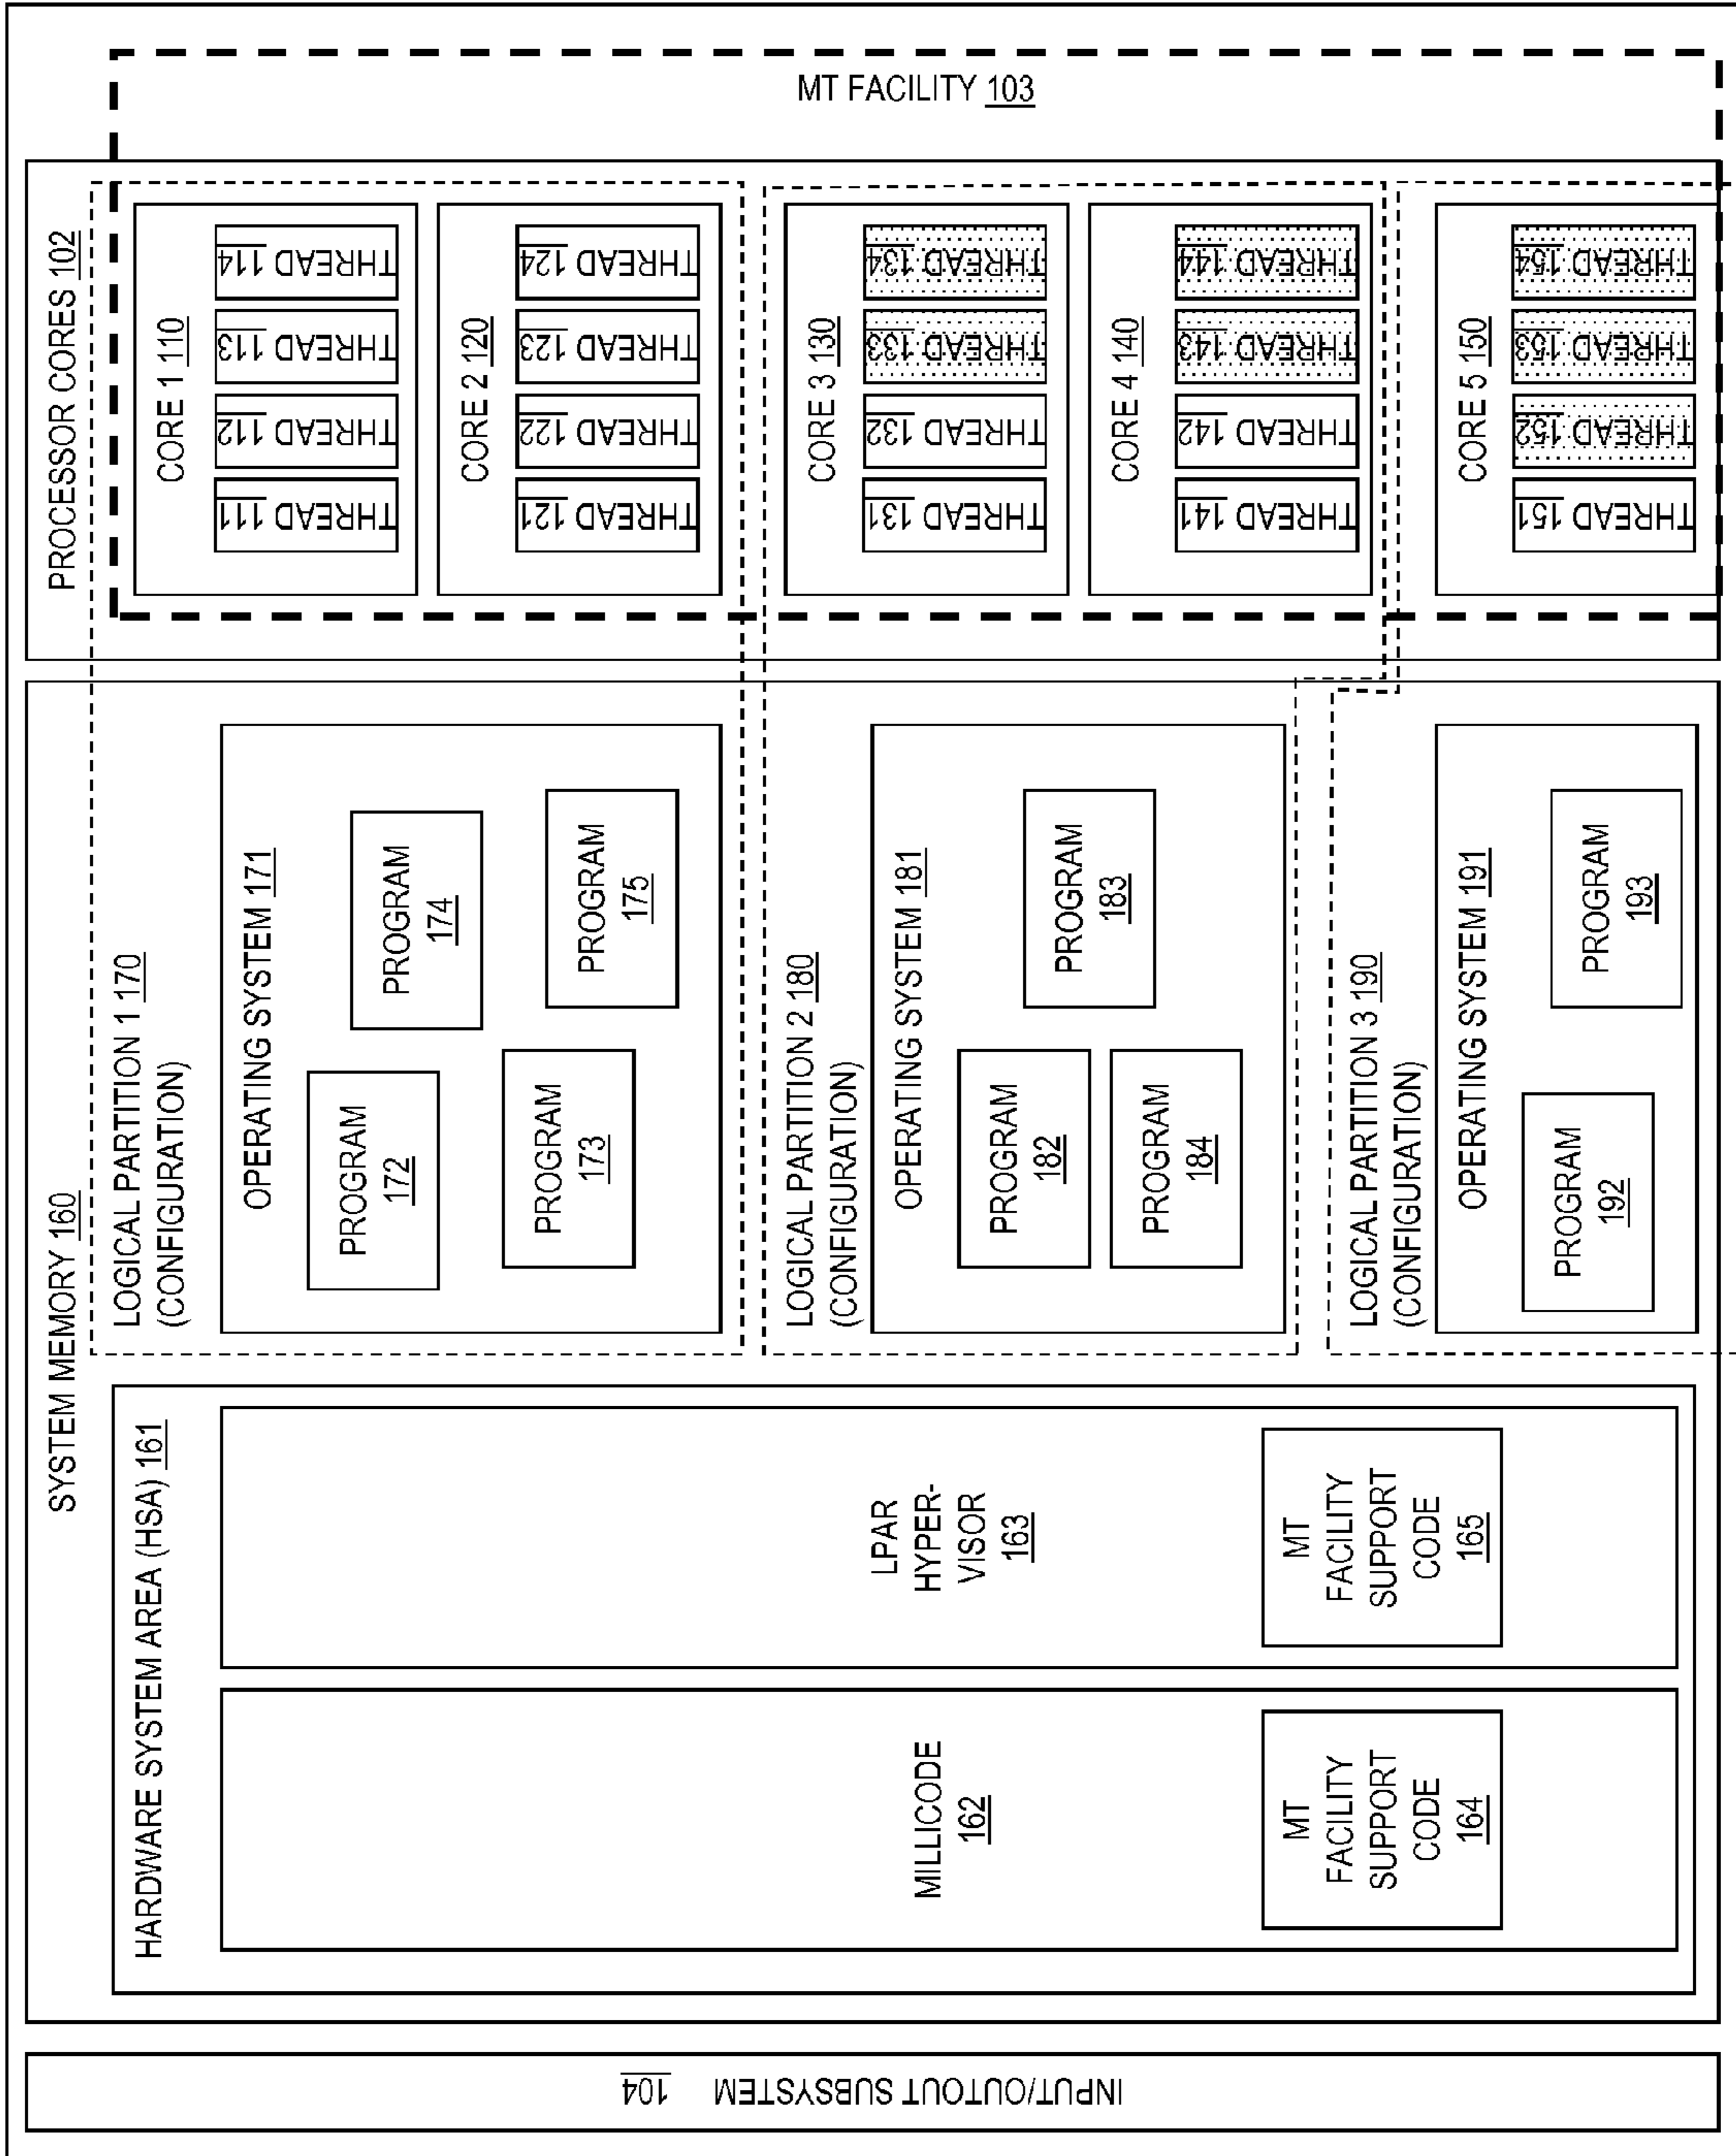 PROCESSOR CORES 102
MT FACILITY 103
CORE 1 110
THREAD 111
THREAD 112
THREAD 113
THREAD 114
CORE 2 120
THREAD 121
THREAD 122
THREAD 123
THREAD 124
CORE 3 130
THREAD 131
THREAD 132
THREAD 133
THREAD 134
CORE 4 140
THREAD 141
THREAD 142
THREAD 143
THREAD 144
CORE 5 150
THREAD 151
THREAD 152
THREAD 153
THREAD 154
SYSTEM MEMORY 160
LOGICAL PARTITION 1 170
(CONFIGURATION)
OPERATING SYSTEM 171
PROGRAM
172
PROGRAM
174
PROGRAM
173
PROGRAM
175
LOGICAL PARTITION 2 180
(CONFIGURATION)
OPERATING SYSTEM 181
PROGRAM
182
PROGRAM
183
PROGRAM
184
LOGICAL PARTITION 3 190
(CONFIGURATION)
OPERATING SYSTEM 191
PROGRAM
192
PROGRAM
193
HARDWARE SYSTEM AREA (HSA) 161
LPAR
HYPER-
VISOR
163
MT
FACILITY
SUPPORT
CODE
165
MILLICODE
162
MT
FACILITY
SUPPORT
CODE
164
INPUT/OUTOUT SUBSYSTEM 104